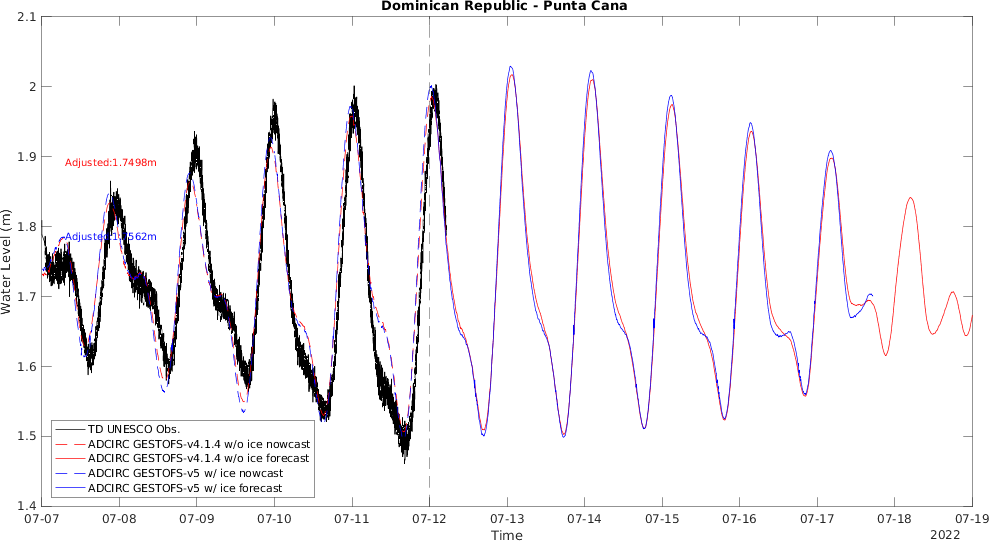 Dominican Republic - Punta Cana
2.1
2
1.9
1.8
1.7
1.6
1.5
1.4
Water Level (m)
Adjusted:1.7498m
Adjusted:1.7562m
TD UNESCO Obs.
ADCIRC GESTOFS-v4.1.4 w/o ice nowcast
ADCIRC GESTOFS-v4.1.4 w/o ice forecast
ADCIRC GESTOFS-v5 w/ ice nowcast
ADCIRC GESTOFS-v5 w/ ice forecast
07-07 07-08 07-09 07-10 07-11 07-12 07-13 07-14 07-15 07-16 07-17 07-18 07-19
Time
2022